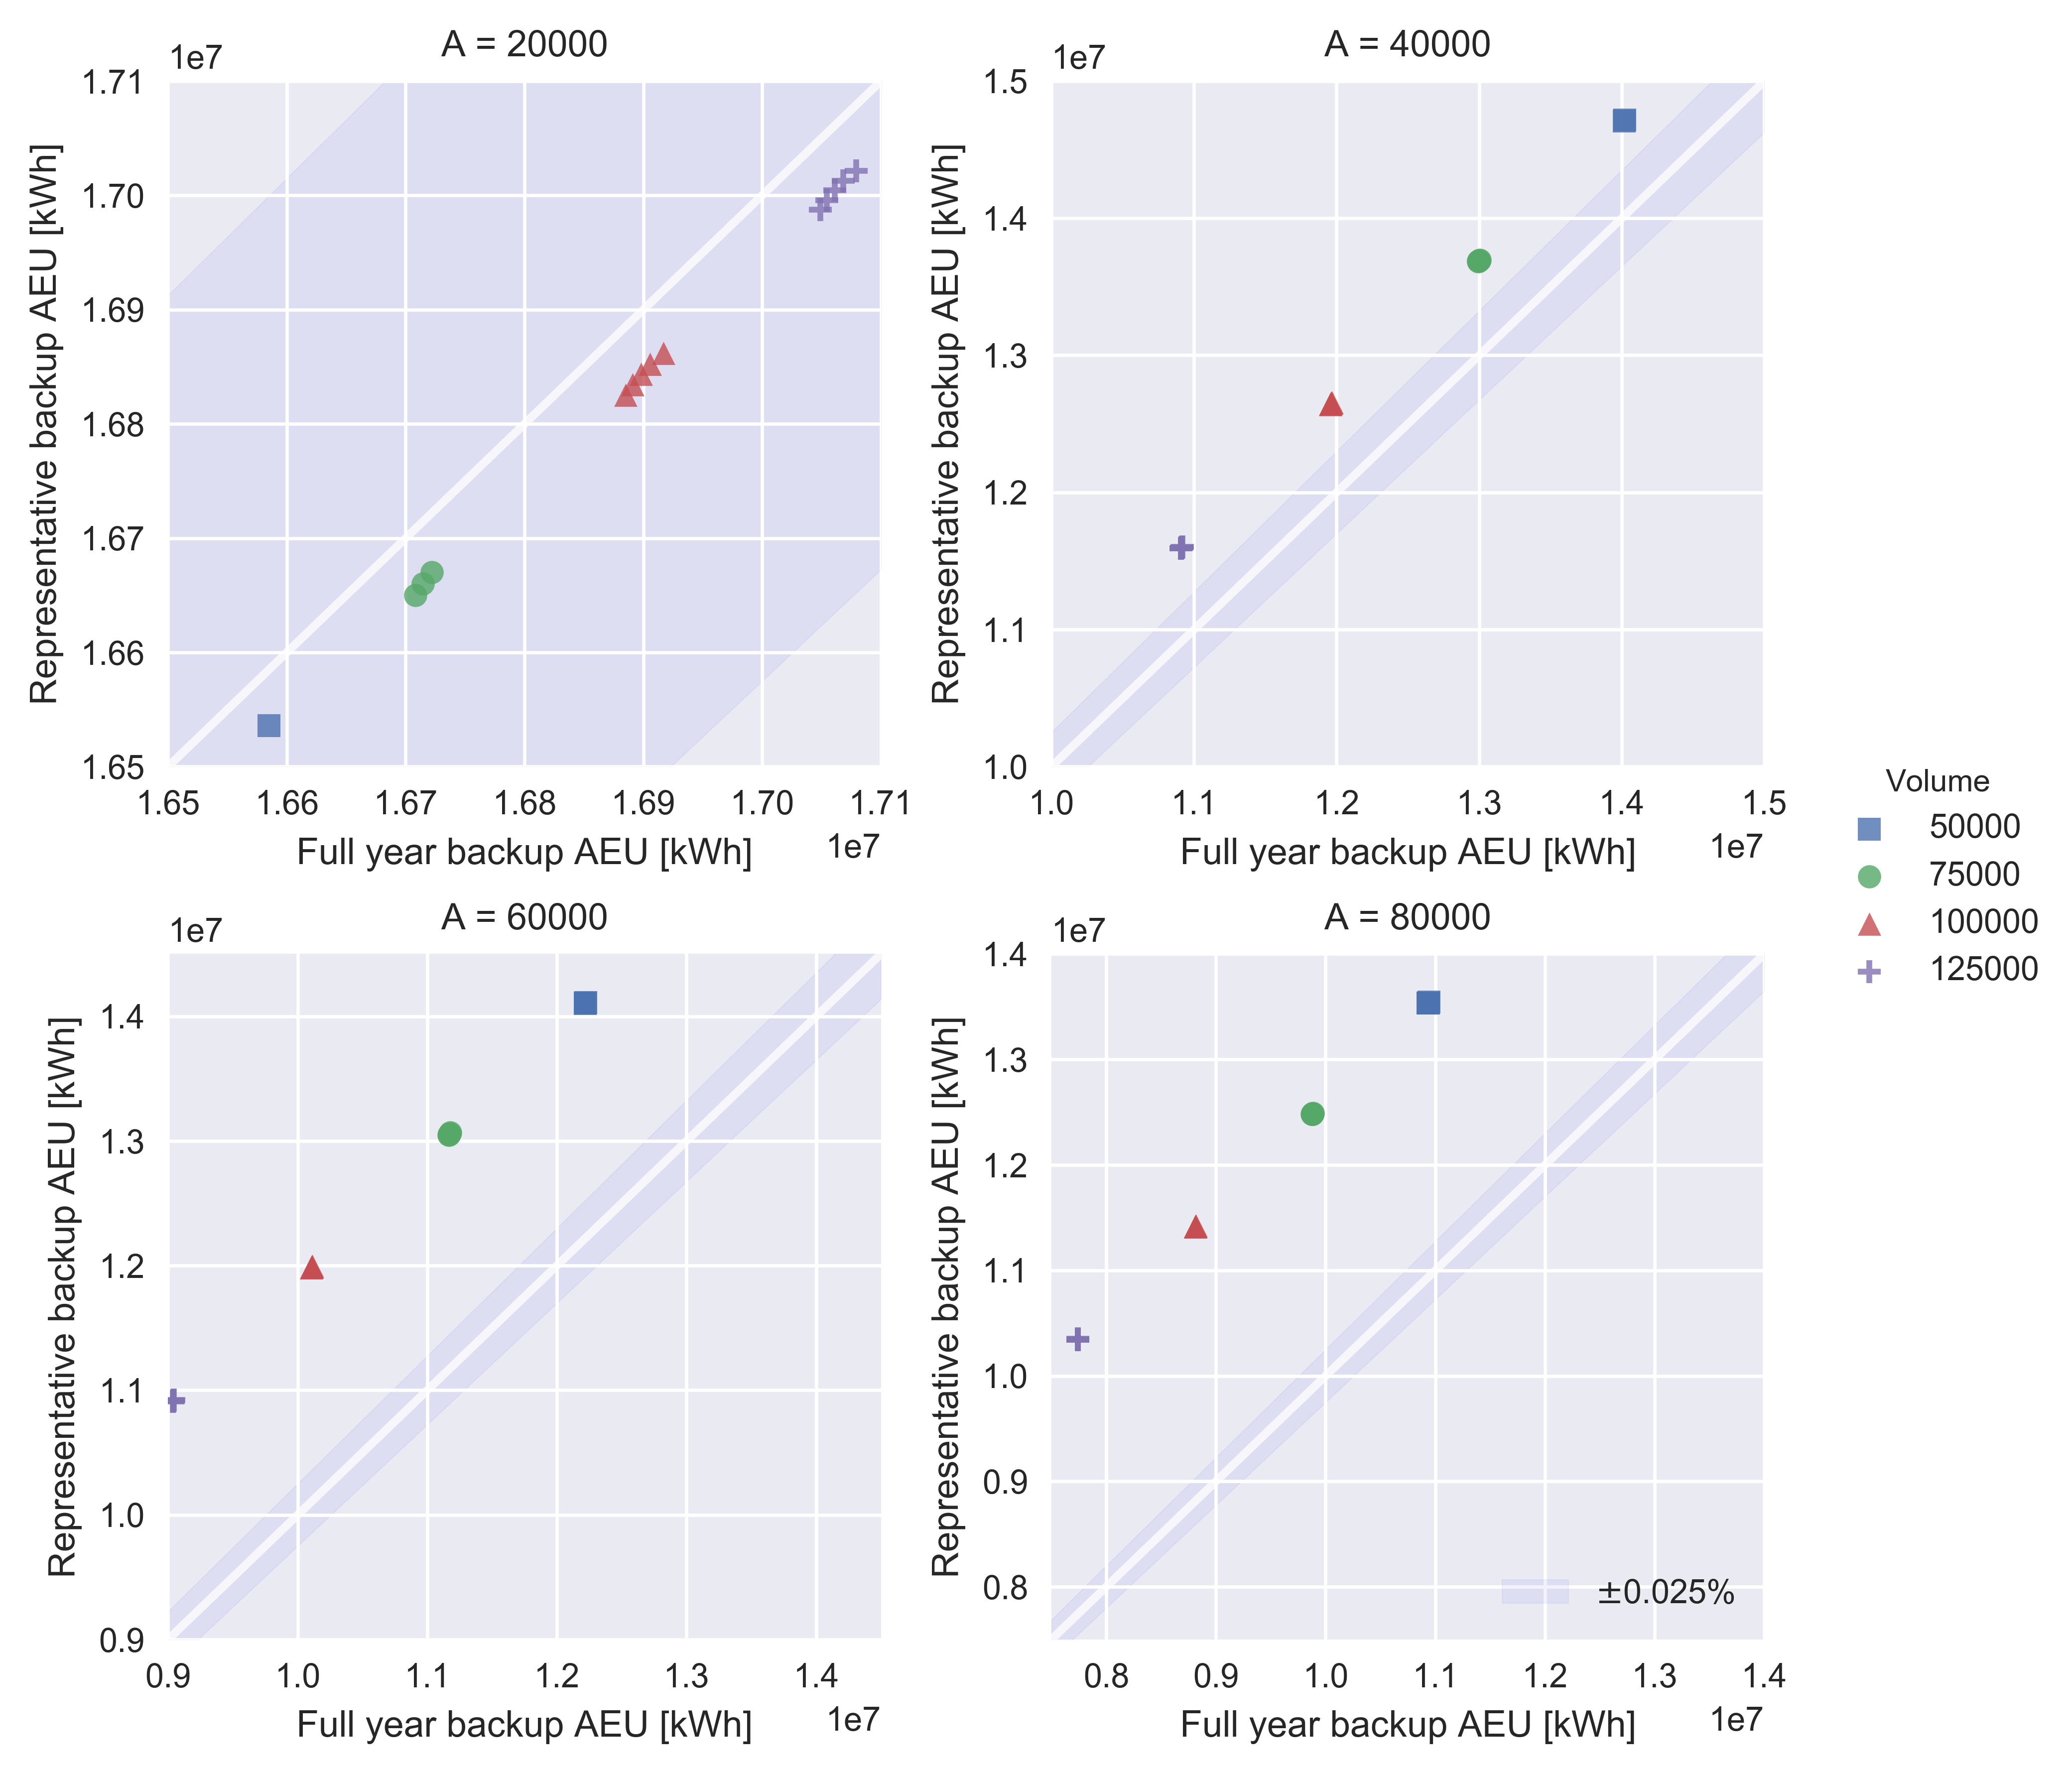 A = 20000
1e7
1.71
1.70
1.69
1.68
1.67
1.66
1.65
Representative backup AEU [kWh]
1.65 1.66 1.67 1.68 1.69 1.70 1.71
Full year backup AEU [kWh]
1e7
A = 40000
1e7
1.5
1.4
1.3
1.2
1.1
1.0
Representative backup AEU [kWh]
1.0 1.1 1.2 1.3 1.4 1.5
Full year backup AEU [kWh]
1e7
Volume
50000
75000
100000
125000
A = 60000
1e7
1.4
1.3
1.2
1.1
1.0
0.9
Representative backup AEU [kWh]
0.9 1.0 1.1 1.2 1.3 1.4
Full year backup AEU [kWh]
1e7
A = 80000
1e7
1.4
1.3
1.2
1.1
1.0
0.9
0.8
Representative backup AEU [kWh]
±0.025%
0.8 0.9 1.0 1.1 1.2 1.3 1.4
Full year backup AEU [kWh]
1e7